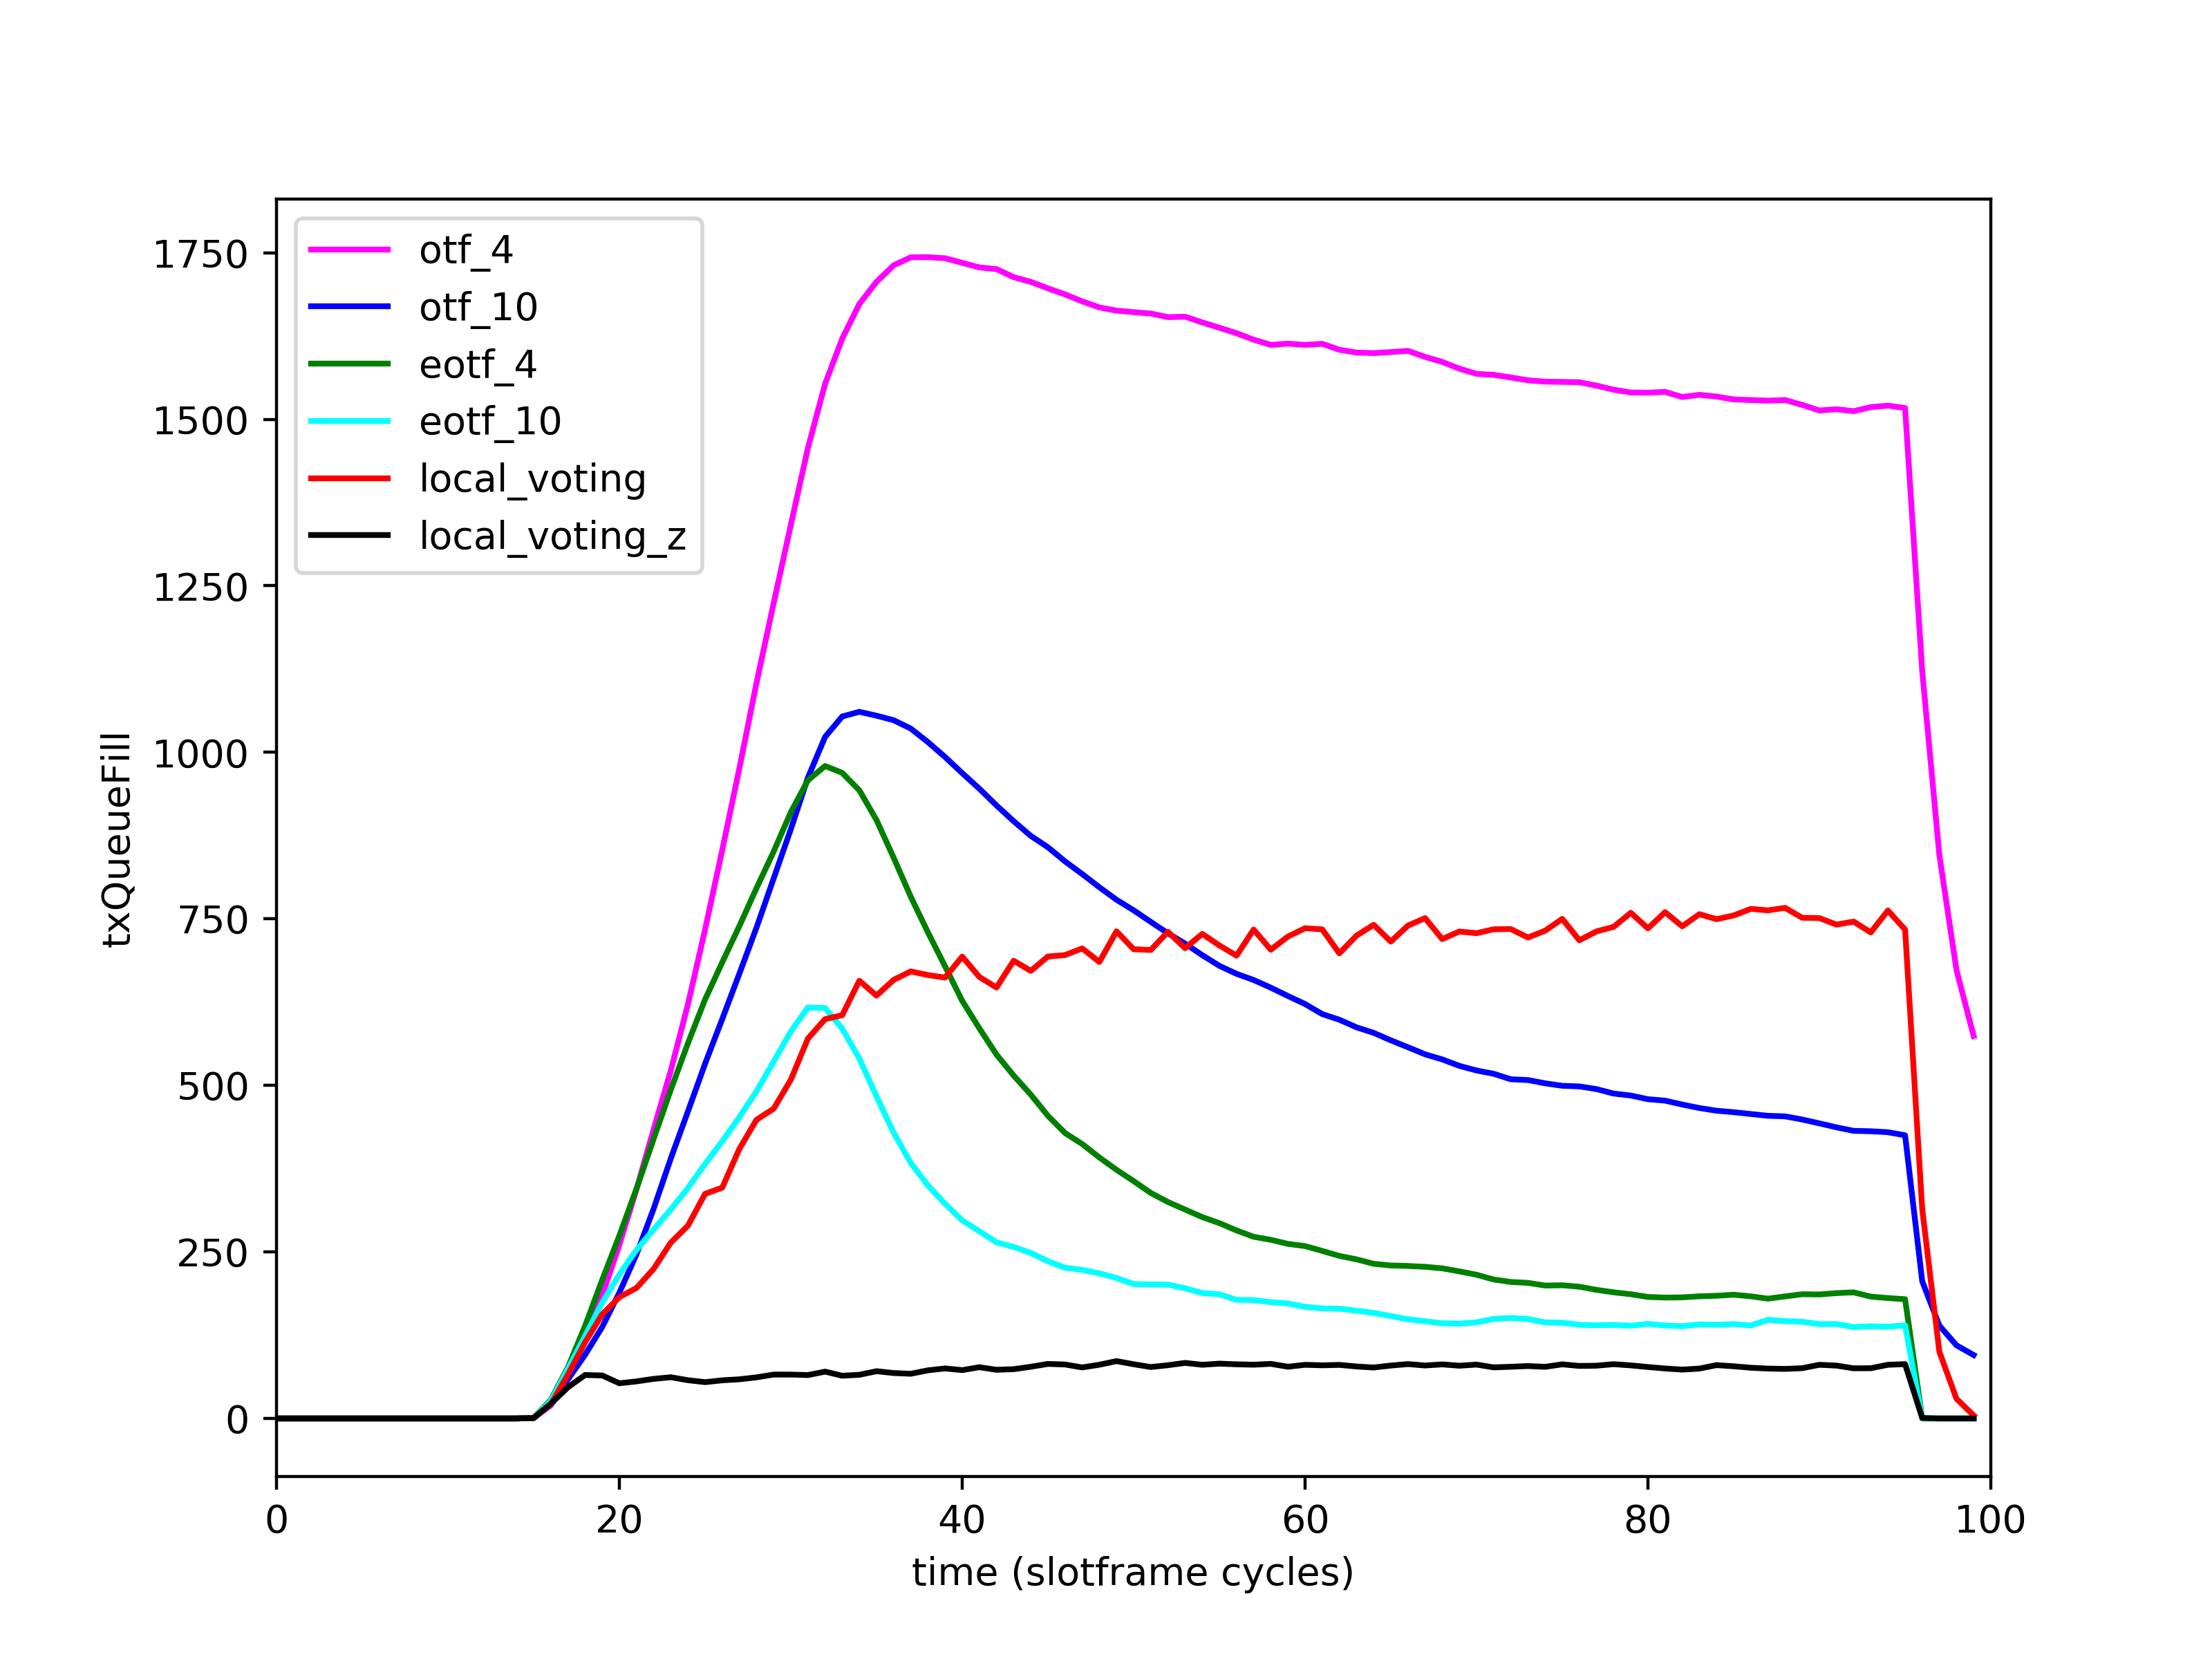 otf_4
otf_10
eotf_4
eotf_10
local_voting
local_voting_z
1750
1500
1250
1000
750
500
250
0
txQueueFill
0 20 40 60 80 100
time (slotframe cycles)